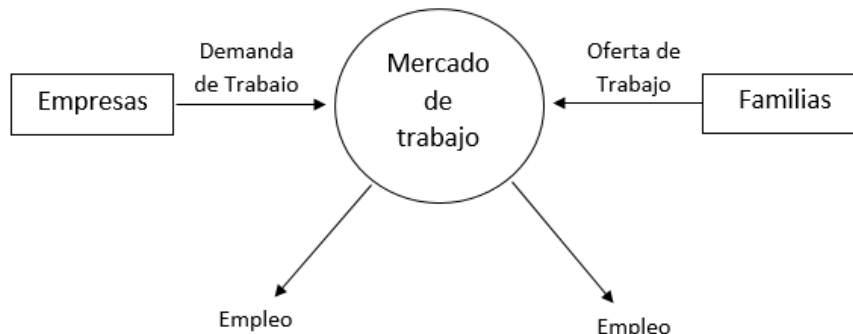 Demanda
de Trabaio
Empresas
Mercado
de
trabajo
Oferta de
Trabajo
Familias
Empleo
Empleo